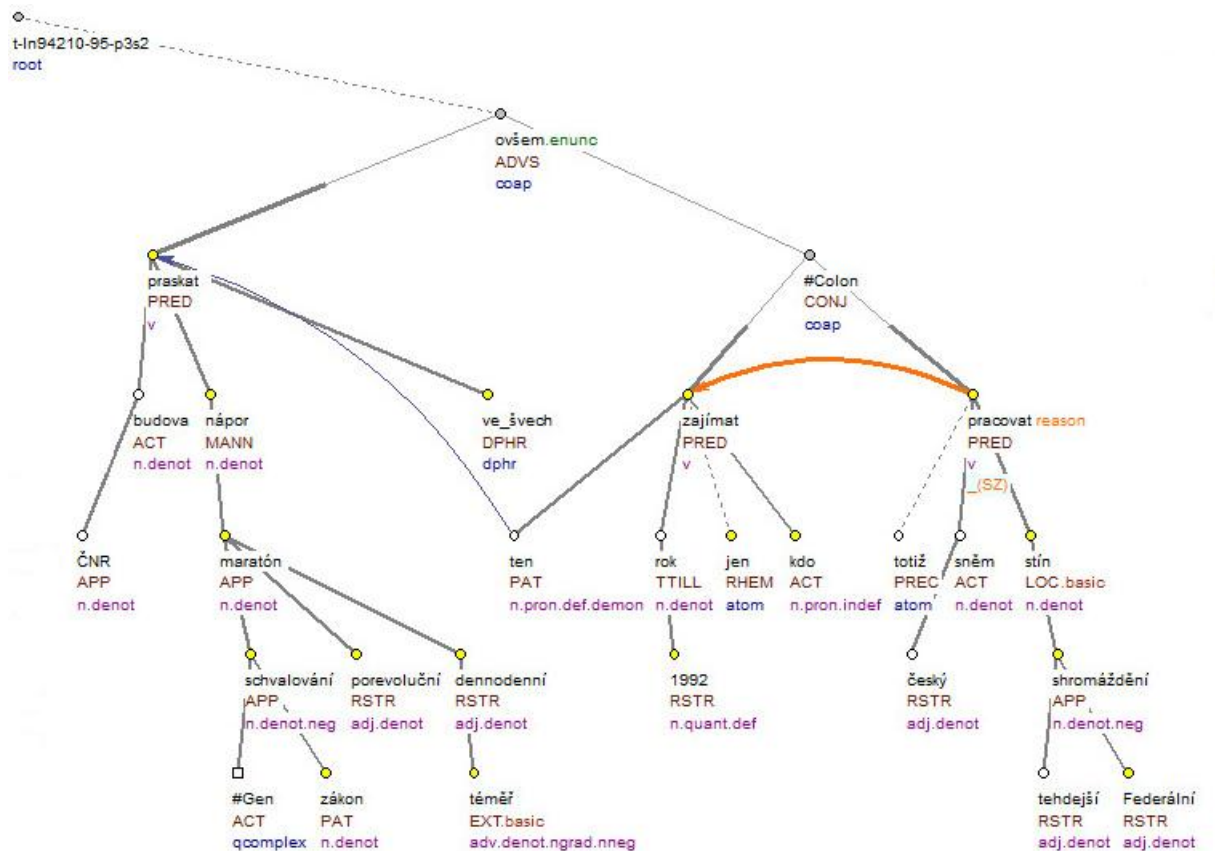 t-ln94210-95-p3s2
root
ovšem.enunc
ADVS
coap
praskat
PRED
v
#Colon
CONJ
coap
budova
ACT
n.denot
nápor
MANN
n.denot
ve_švech
DPHR
dphr
zajímat
PRED
v
pracovat reason
PRED
v
_(SZ)
ČNR
APP
n.denot
maratón
APP
n.denot
ten
PAT
n.pron.def.demon
rok
TTILL
n.denot
jen
RHEM
atom
kdo
ACT
n.pron.indef
totiž
PREC
atom
sněm
ACT
n.denot
stín
LOC.basic
n.denot
schvalování
APP
n.denot.neg
porevoluční
RSTR
adj.denot
dennodenní
RSTR
adj.denot
1992
RSTR
n.quant.def
český
RSTR
adj.denot
shromáždění
APP
n.denot.neg
#Gen
ACT
qcomplex
zákon
PAT
n.denot
téměř
EXT.basic
adv.denot.ngrad.nneg
tehdejší
RSTR
adj.denot
Federální
RSTR
adj.denot